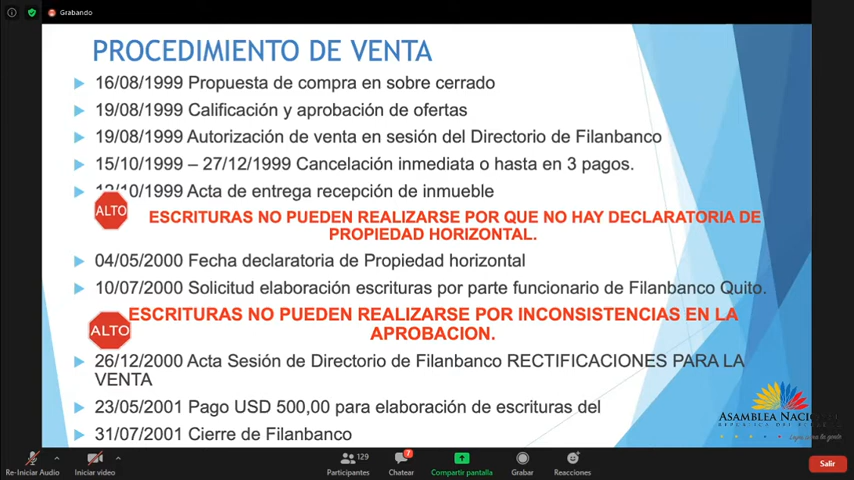 Grabando
PROCEDIMIENTO DE VENTA
16/08/1999 Propuesta de compra en sobre cerrado
19/08/1999 Calificación y aprobación de ofertas
19/08/1999 Autorización de venta en sesión del Directorio de Filanbanco
15/10/1999 – 27/12/1999 Cancelación inmediata o hasta en 3 pagos.
12/10/1999 Acta de entrega recepción de inmueble
ALTO
ESCRITURAS NO PUEDEN REALIZARSE POR QUE NO HAY DECLARATORIA DE
PROPIEDAD HORIZONTAL.
04/05/2000 Fecha declaratoria de Propiedad horizontal
10/07/2000 Solicitud elaboración escrituras por parte funcionario de Filanbanco Quito.
ESCRITURAS NO PUEDEN REALIZARSE POR INCONSISTENCIAS EN LA
ALTO
APROBACION.
26/12/2000 Acta Sesión de Directorio de Filanbanco RECTIFICACIONES PARA LA
VENTA
23/05/2001 Pago USD 500,00 para elaboración de escrituras del
31/07/2001 Cierre de Filanbanco
ASAMBLEA NACI
REPÚBLICA DEL
Re-Iniciar Audio
Iniciar video
129
Participantes
7
Chatear
Compartir pantalla
Grabar
Reacciones
Salir